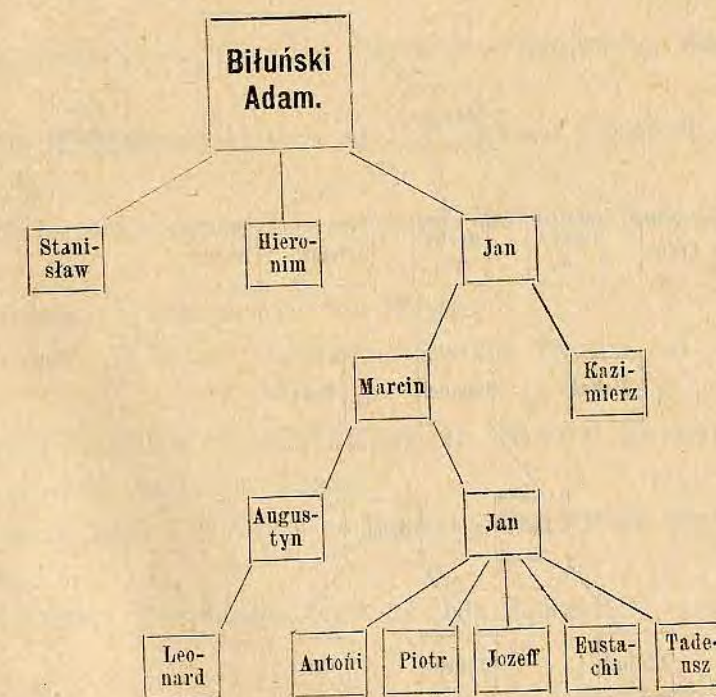 Biłuński
Adam.
Stani-
sław
Hiero-
nim
Jan
Marcin
Kazi-
mierz
Augus-
tyn
Jan
Leo-
nard
Antońi
Piotr
Jozeff
Eusta-
chi
Tade-
usz